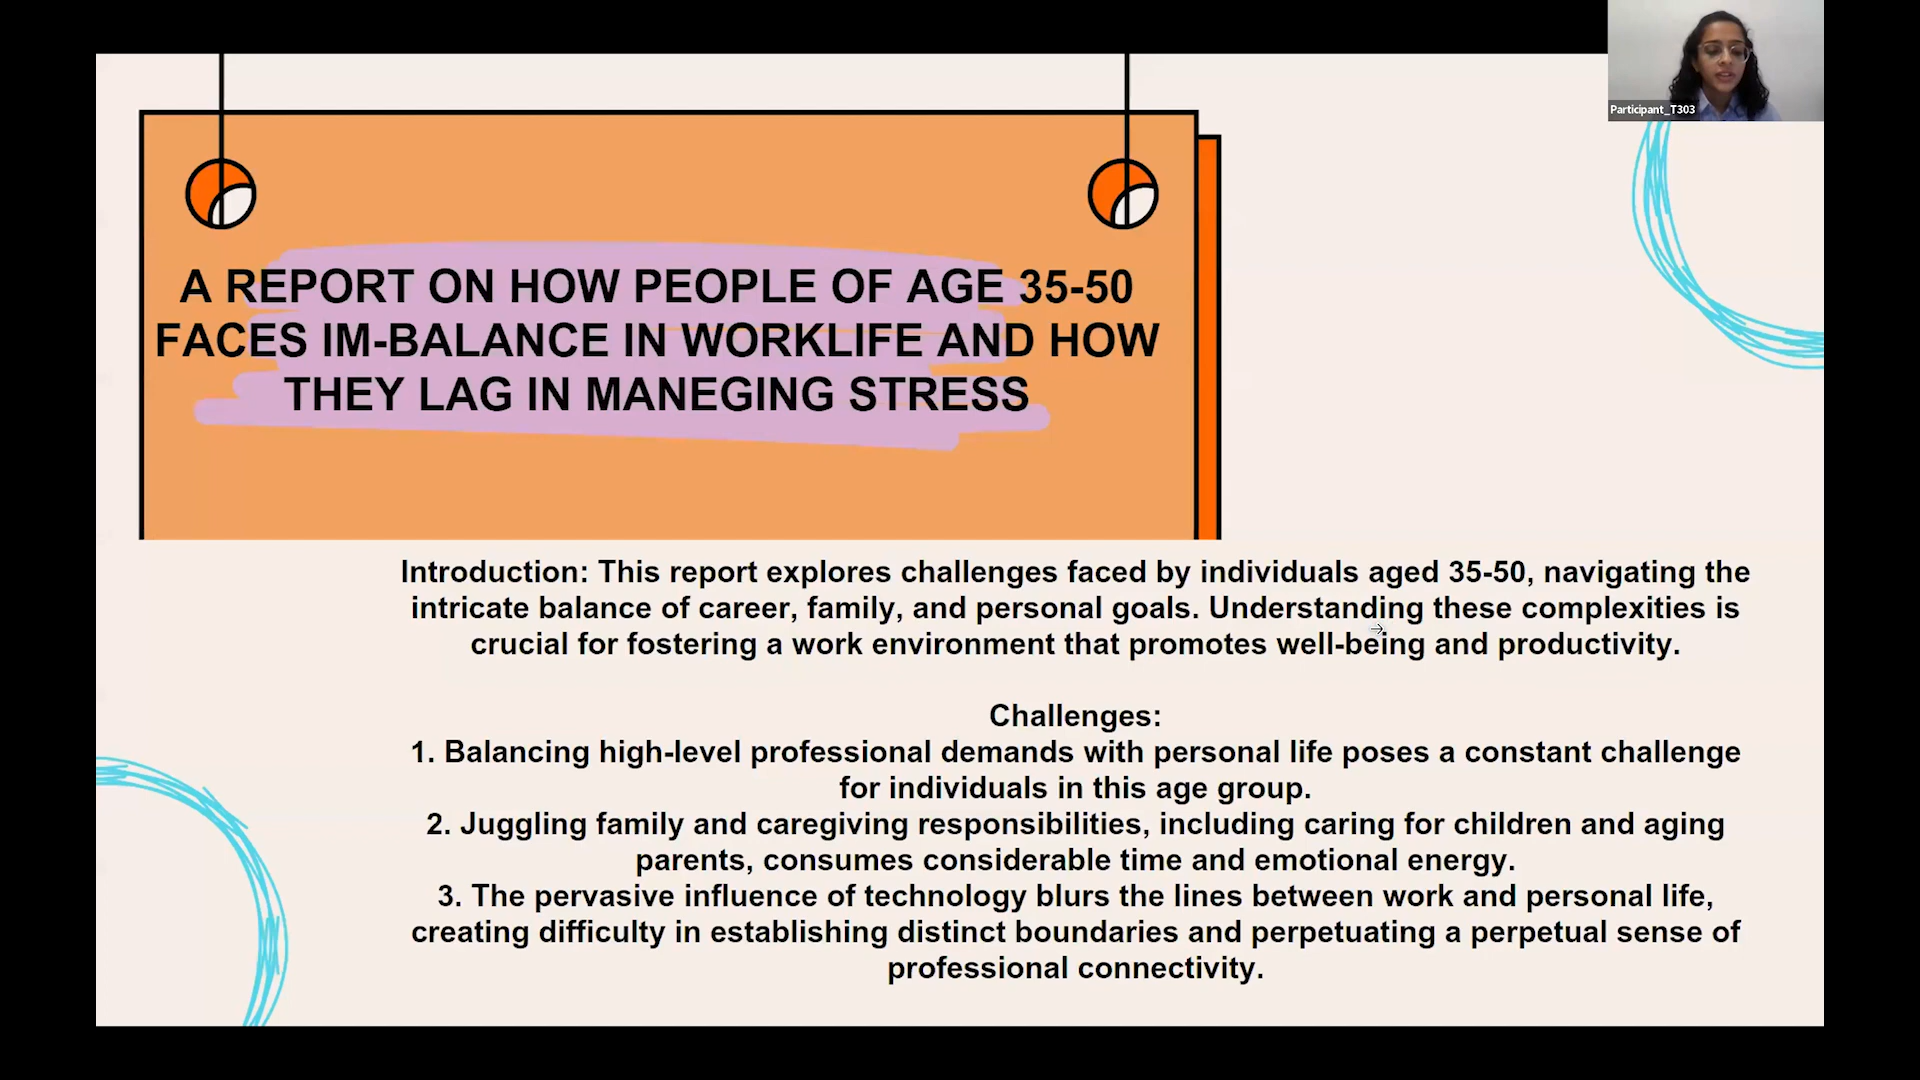 Participant_T303
A REPORT ON HOW PEOPLE OF AGE 35-50
FACES IM-BALANCE IN WORKLIFE AND HOW
THEY LAG IN MANEGING STRESS
Introduction: This report explores challenges faced by individuals aged 35-50, navigating the
intricate balance of career, family, and personal goals. Understanding these complexities is
crucial for fostering a work environment that promotes well-being and productivity.
Challenges:
1. Balancing high-level professional demands with personal life poses a constant challenge
for individuals in this age group.
2. Juggling family and caregiving responsibilities, including caring for children and aging
parents, consumes considerable time and emotional energy.
3. The pervasive influence of technology blurs the lines between work and personal life,
creating difficulty in establishing distinct boundaries and perpetuating a perpetual sense of
professional connectivity.